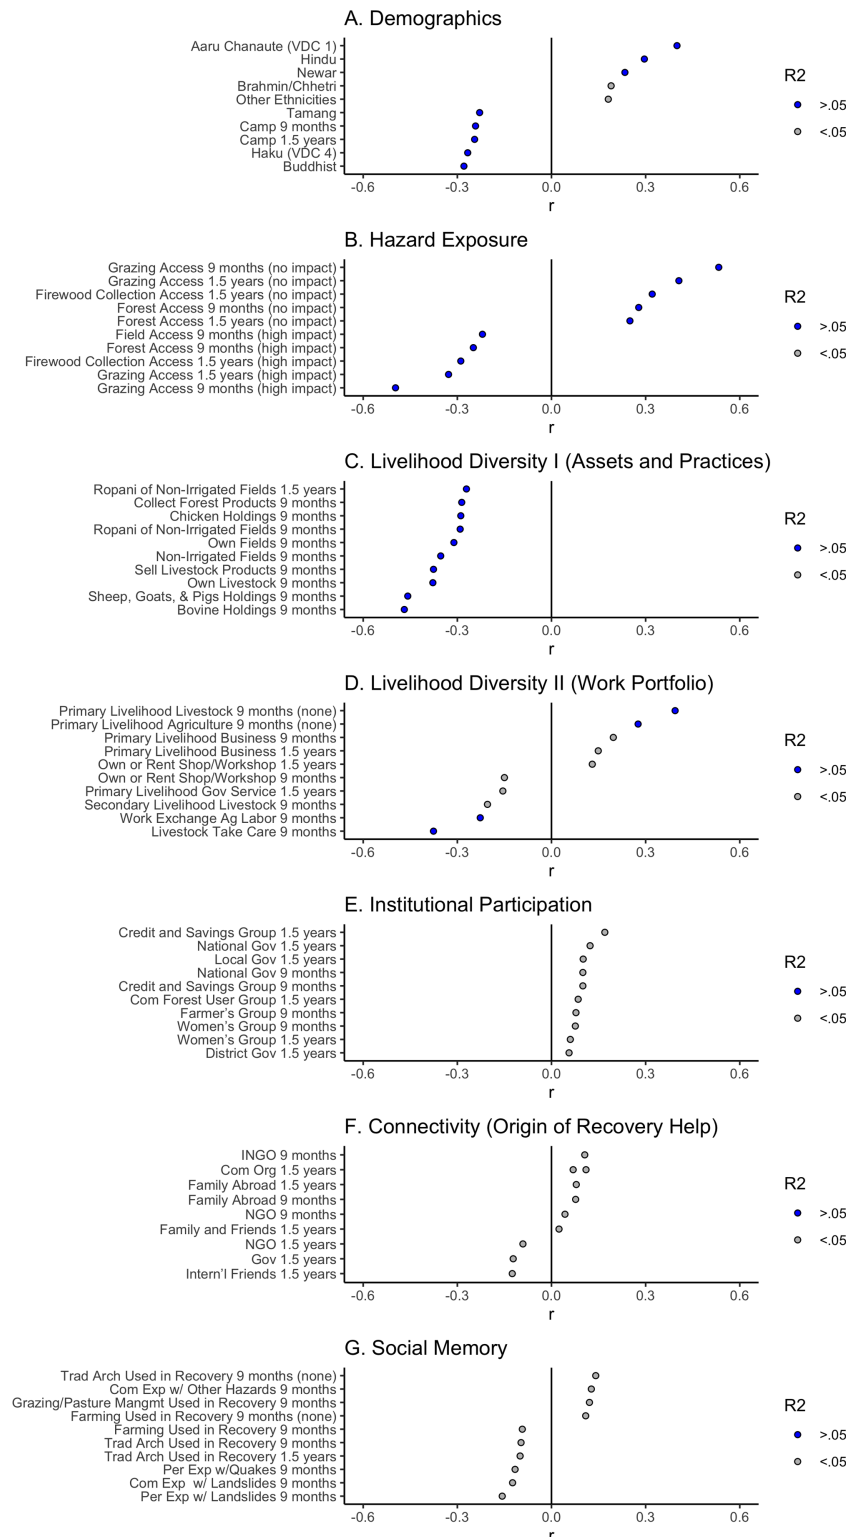 A. Demographics
Aaru Chanaute (VDC 1)
Hindu
Newar
Brahmin/Chhetri
Other Ethnicities
Tamang
Camp 9 months
Camp 1.5 years
Haku (VDC 4)
Buddhist
-0.6 -0.3 0.0 0.3 0.6
r
R2
>.05
<.05
B. Hazard Exposure
Grazing Access 9 months (no impact)
Grazing Access 1.5 years (no impact)
Firewood Collection Access 1.5 years (no impact)
Forest Access 9 months (no impact)
Forest Access 1.5 years (no impact)
Field Access 9 months (high impact)
Forest Access 9 months (high impact)
Firewood Collection Access 1.5 years (high impact)
Grazing Access 1.5 years (high impact)
Grazing Access 9 months (high impact)
-0.6 -0.3 0.0 0.3 0.6
r
R2
>.05
<.05
C. Livelihood Diversity I (Assets and Practices)
Ropani of Non-Irrigated Fields 1.5 years
Collect Forest Products 9 months
Chicken Holdings 9 months
Ropani of Non-Irrigated Fields 9 months
Own Fields 9 months
Non-Irrigated Fields 9 months
Sell Livestock Products 9 months
Own Livestock 9 months
Sheep, Goats, & Pigs Holdings 9 months
Bovine Holdings 9 months
-0.6 -0.3 0.0 0.3 0.6
r
R2
>.05
<.05
D. Livelihood Diversity II (Work Portfolio)
Primary Livelihood Livestock 9 months (none)
Primary Livelihood Agriculture 9 months (none)
Primary Livelihood Business 9 months
Primary Livelihood Business 1.5 years
Own or Rent Shop/Workshop 1.5 years
Own or Rent Shop/Workshop 9 months
Primary Livelihood Gov Service 1.5 years
Secondary Livelihood Livestock 9 months
Work Exchange Ag Labor 9 months
Livestock Take Care 9 months
-0.6 -0.3 0.0 0.3 0.6
r
R2
>.05
<.05
E. Institutional Participation
Credit and Savings Group 1.5 years
National Gov 1.5 years
Local Gov 1.5 years
National Gov 9 months
Credit and Savings Group 9 months
Com Forest User Group 1.5 years
Farmer's Group 9 months
Women's Group 9 months
Women's Group 1.5 years
District Gov 1.5 years
-0.6 -0.3 0.0 0.3 0.6
r
R2
>.05
<.05
F. Connectivity (Origin of Recovery Help)
INGO 9 months
Com Org 1.5 years
Family Abroad 1.5 years
Family Abroad 9 months
NGO 9 months
Family and Friends 1.5 years
NGO 1.5 years
Gov 1.5 years
Intern'l Friends 1.5 years
-0.6 -0.3 0.0 0.3 0.6
r
R2
>.05
<.05
G. Social Memory
Trad Arch Used in Recovery 9 months (none)
Com Exp w/ Other Hazards 9 months
Grazing/Pasture Mangmt Used in Recovery 9 months
Farming Used in Recovery 9 months (none)
Farming Used in Recovery 9 months
Trad Arch Used in Recovery 9 months
Trad Arch Used in Recovery 1.5 years
Per Exp w/Quakes 9 months
Com Exp w/ Landslides 9 months
Per Exp w/ Landslides 9 months
-0.6 -0.3 0.0 0.3 0.6
r
R2
>.05
<.05